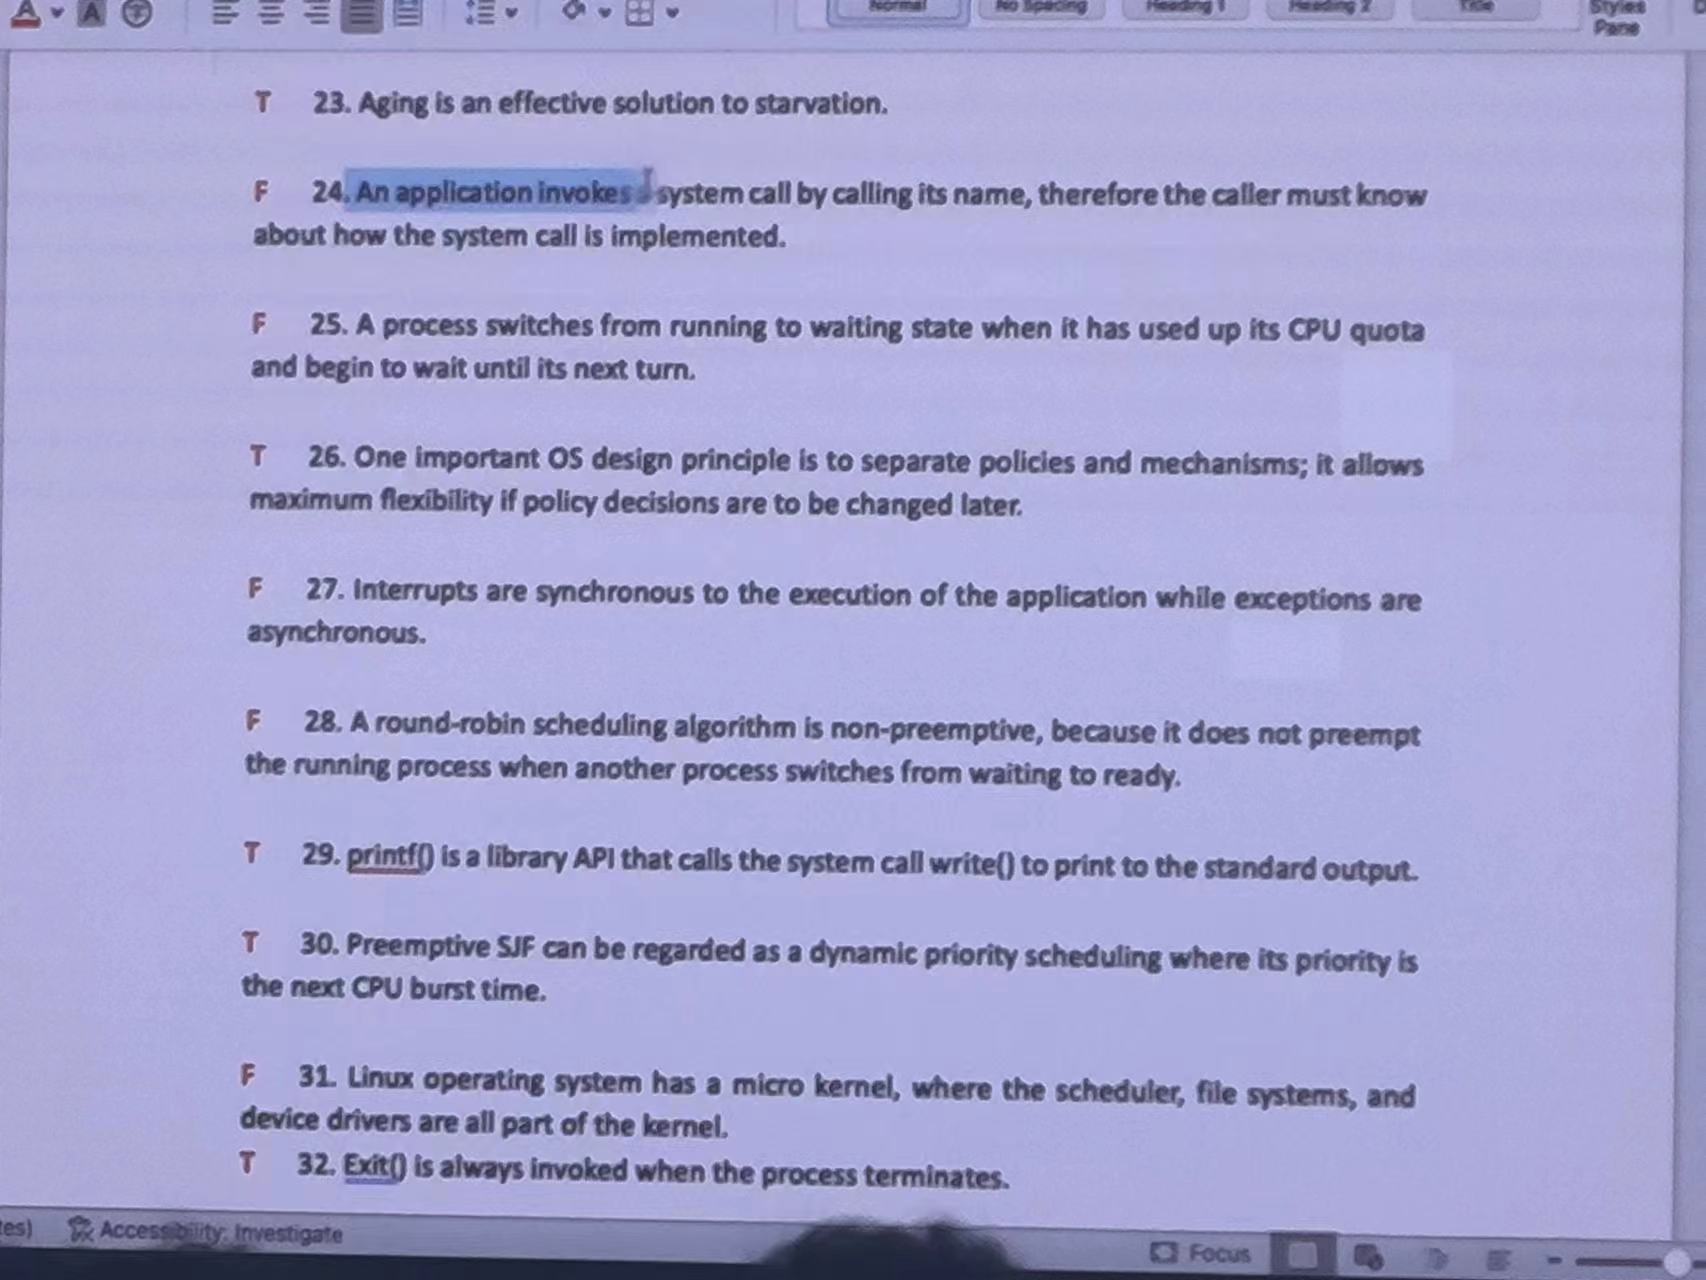 Normal
No Spacing
Heading 1
Heading 2
Title
Styles
Pane
T 23. Aging is an effective solution to starvation.
F 24. An application invokes a system call by calling its name, therefore the caller must know
about how the system call is implemented.
F 25. A process switches from running to waiting state when it has used up its CPU quota
and begin to wait until its next turn.
T 26. One important OS design principle is to separate policies and mechanisms; it allows
maximum flexibility if policy decisions are to be changed later.
F 27. Interrupts are synchronous to the execution of the application while exceptions are
asynchronous.
F 28. A round-robin scheduling algorithm is non-preemptive, because it does not preempt
the running process when another process switches from waiting to ready.
T 29. printf() is a library API that calls the system call write() to print to the standard output.
T 30. Preemptive SJF can be regarded as a dynamic priority scheduling where its priority is
the next CPU burst time.
F 31. Linux operating system has a micro kernel, where the scheduler, file systems, and
device drivers are all part of the kernel.
T 32. Exit() is always invoked when the process terminates.
tes) Accessibility: Investigate
Focus